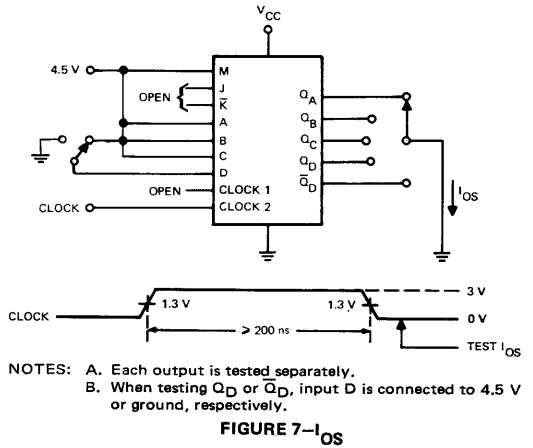 VCC
4.5 V
OPEN
M
J
K̅
A
B
C
D
OPEN
CLOCK 1
CLOCK
CLOCK 2
QA
QB
QC
QD
Q̅D
IOS
CLOCK
1.3 V
1.3 V
3 V
0 V
≥ 200 ns
TEST IOS
NOTES: A. Each output is tested separately.
B. When testing QD or Q̅D, input D is connected to 4.5 V
or ground, respectively.
FIGURE 7–IOS